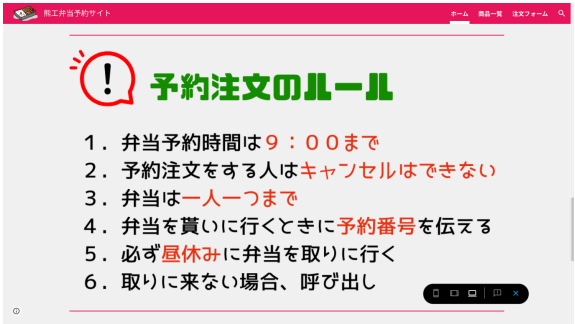 熊工弁当予約サイト
ホーム 商品一覧 注文フォーム
! 予約注文のルール
1. 弁当予約時間は9:00まで
2. 予約注文をする人はキャンセルはできない
3. 弁当は一人一つまで
4. 弁当を貰いに行くときに予約番号を伝える
5. 必ず昼休みに弁当を取りに行く
6. 取りに来ない場合、呼び出し